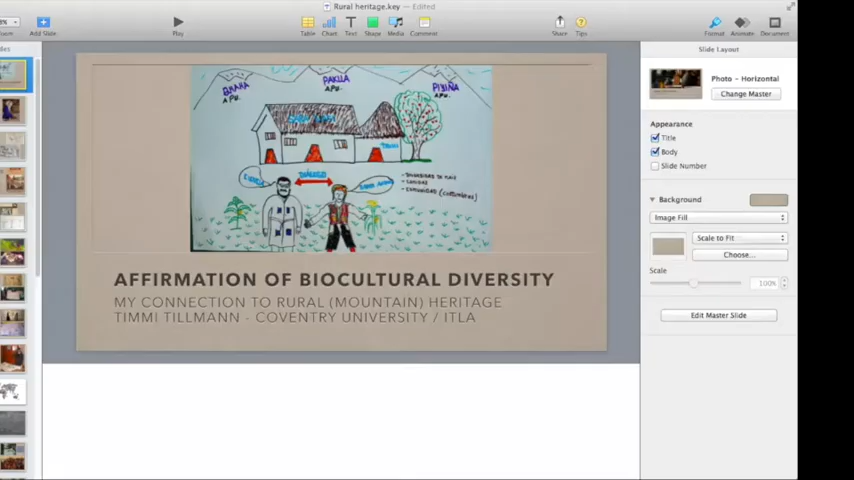 Rural heritage.key — Edited
Add Slide
Play
Table
Chart
Text
Shape
Media
Comment
Share
Tips
Format
Animate
Document
Slide Layout
Photo - Horizontal
Change Master
Appearance
Title
Body
Slide Number
Background
Image Fill
Scale to Fit
Choose...
Scale
100%
Edit Master Slide
APU.
PAKLLA
APU.
APU.
DIÁLOGO
AFFIRMATION OF BIOCULTURAL DIVERSITY
MY CONNECTION TO RURAL (MOUNTAIN) HERITAGE
TIMMI TILLMANN - COVENTRY UNIVERSITY / ITLA